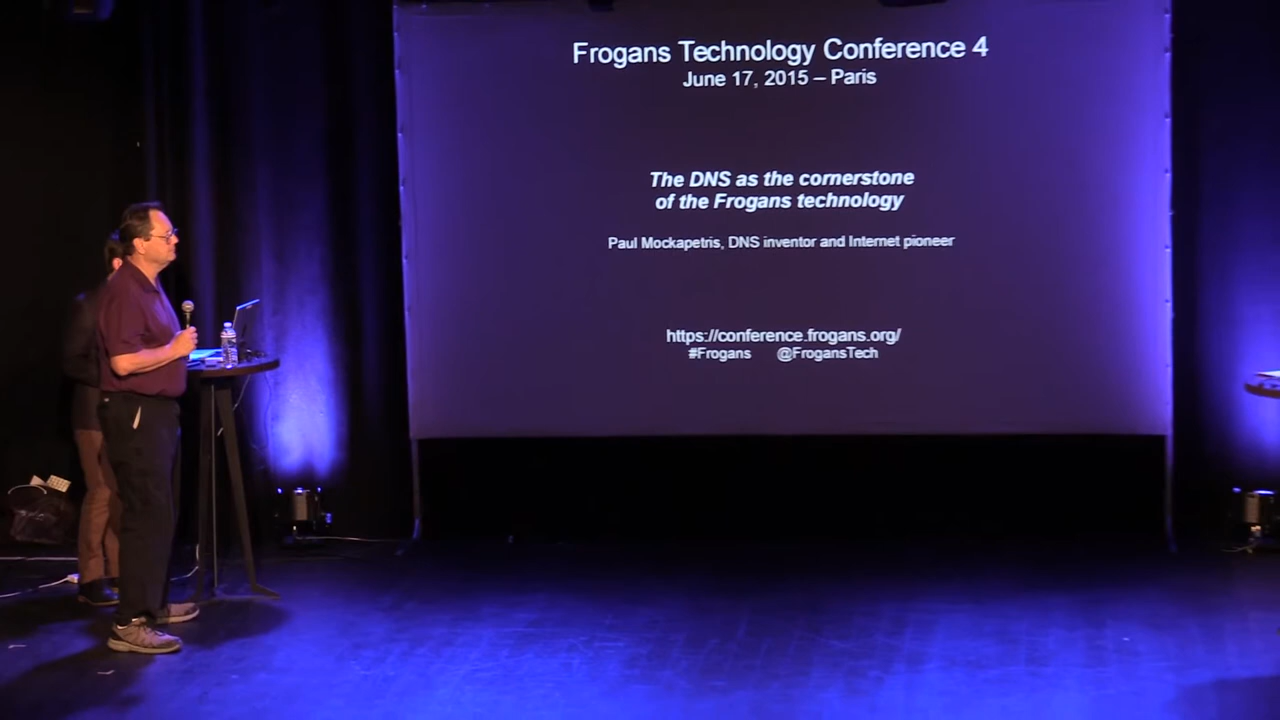 Frogans Technology Conference 4
June 17, 2015 – Paris
The DNS as the cornerstone
of the Frogans technology
Paul Mockapetris, DNS inventor and Internet pioneer
https://conference.frogans.org/
#Frogans @FrogansTech